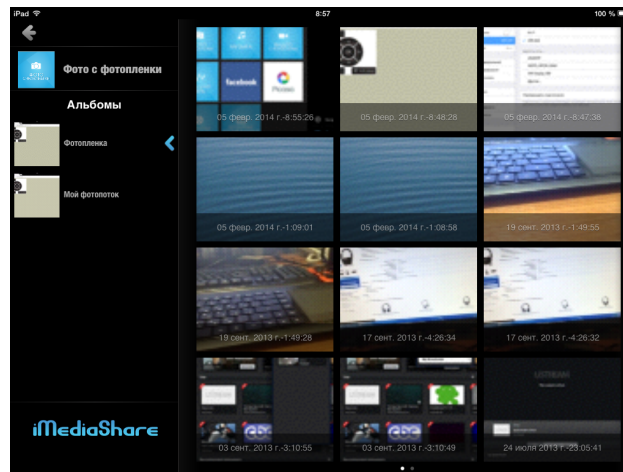 iPad
8:57
100 %
Фото с фотопленки
Альбомы
Фотопленка
Мой фотопоток
iMediaShare
facebook
05 февр. 2014 г.-8:55:26
05 февр. 2014 г.-8:48:28
05 февр. 2014 г.-8:47:38
05 февр. 2014 г.-1:09:01
05 февр. 2014 г.-1:08:58
19 сент. 2013 г.-1:49:55
19 сент. 2013 г.-1:49:28
17 сент. 2013 г.-4:26:34
17 сент. 2013 г.-4:26:32
USTREAM
03 сент. 2013 г.-3:10:55
03 сент. 2013 г.-3:10:49
24 июля 2013 г.-23:05:41